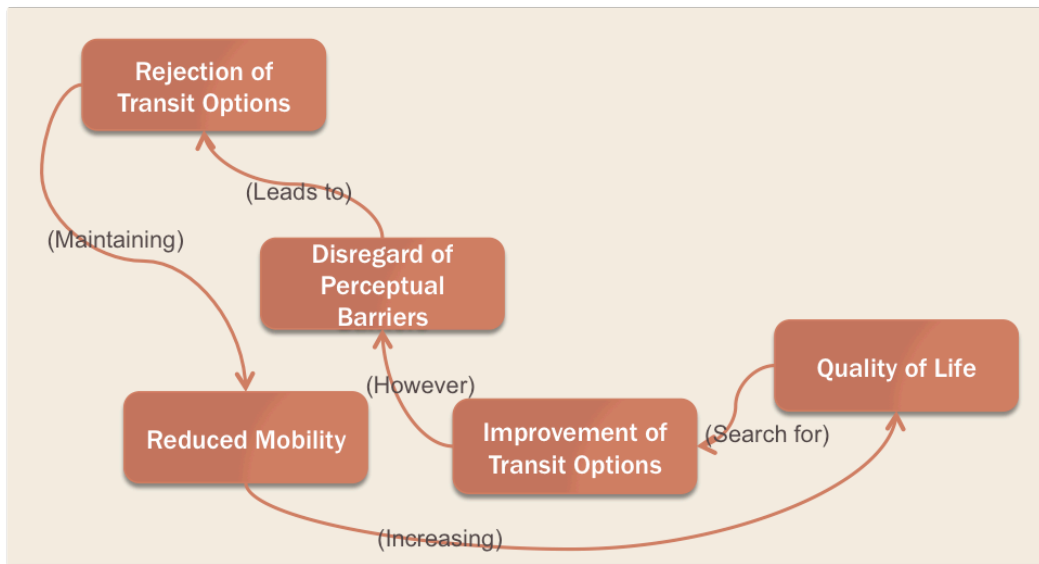 Rejection of
Transit Options
(Leads to)
(Maintaining)
Disregard of
Perceptual
Barriers
Quality of Life
(However)
(Search for)
Improvement of
Transit Options
Reduced Mobility
(Increasing)